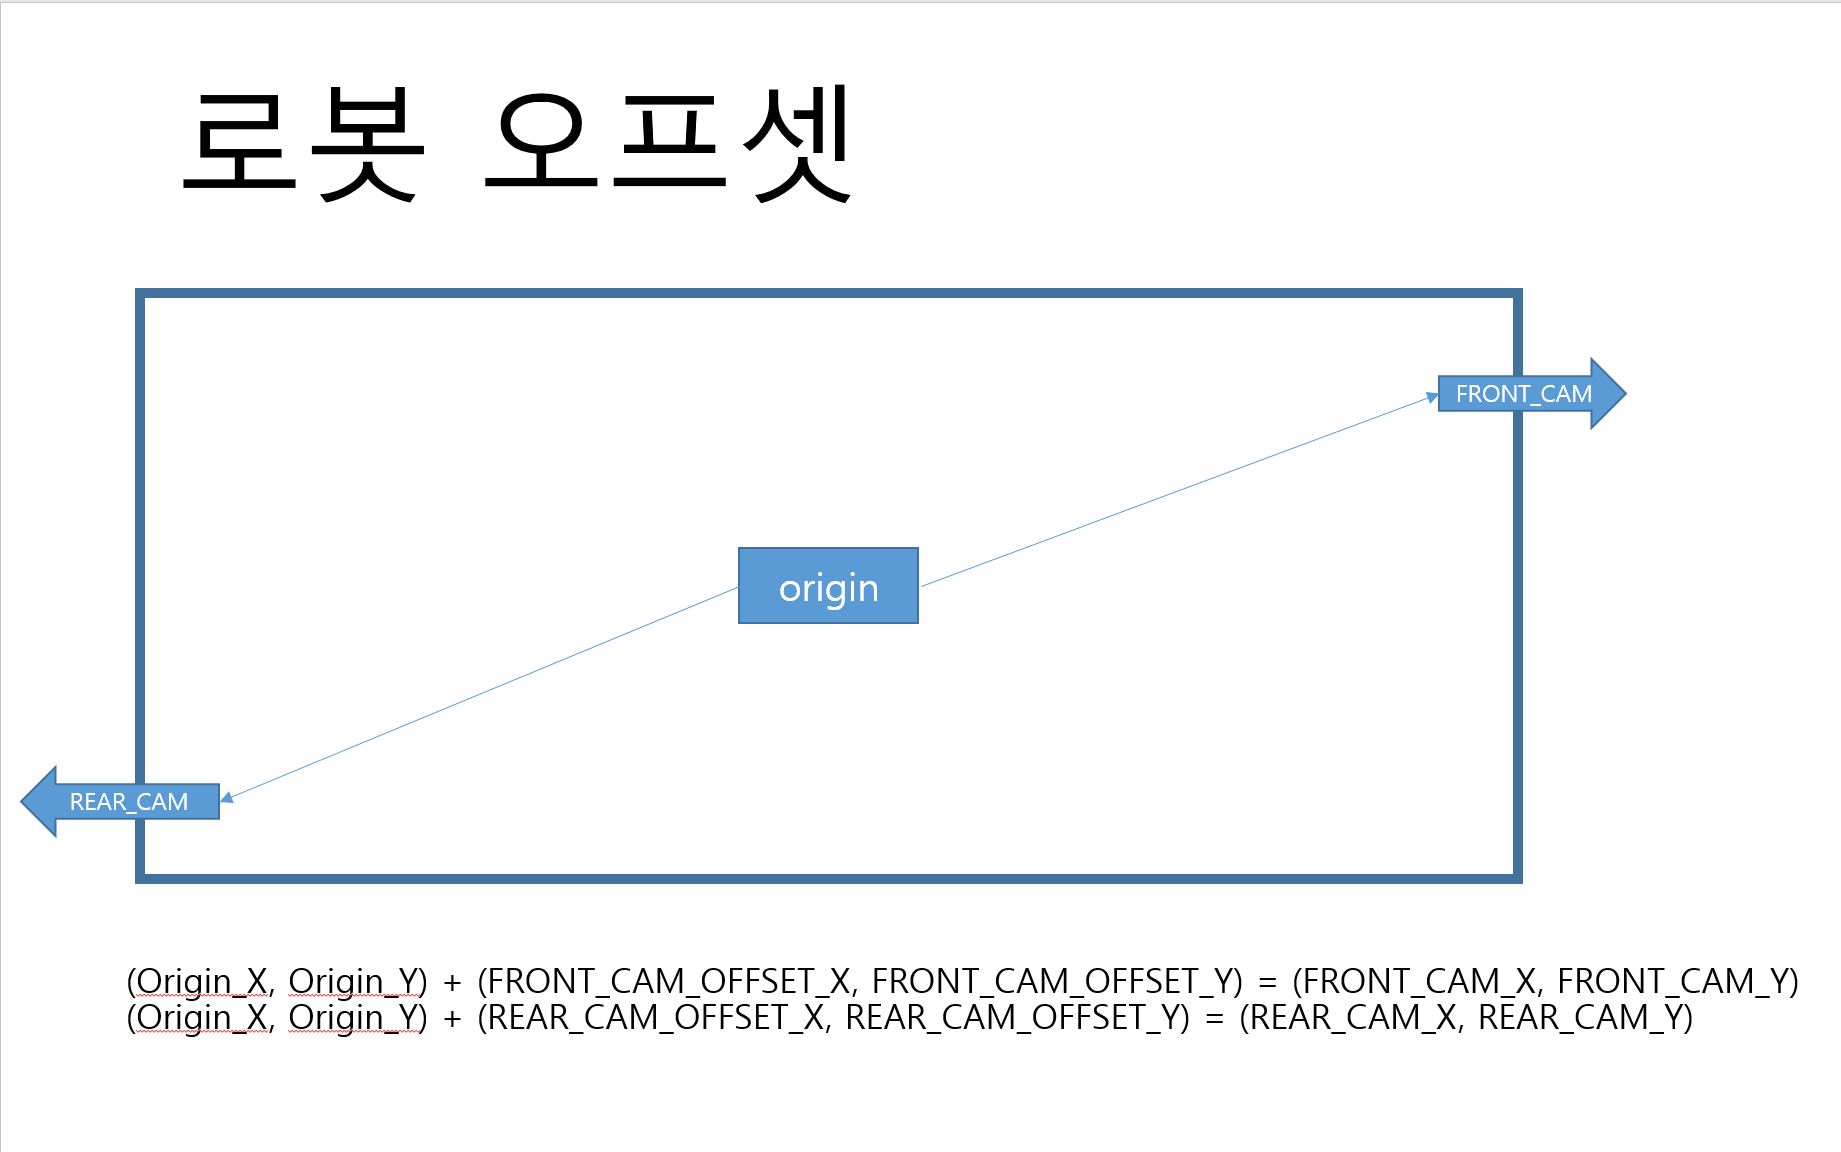 로봇 오프셋
FRONT_CAM
origin
REAR_CAM
(Origin_X, Origin_Y) + (FRONT_CAM_OFFSET_X, FRONT_CAM_OFFSET_Y) = (FRONT_CAM_X, FRONT_CAM_Y)
(Origin_X, Origin_Y) + (REAR_CAM_OFFSET_X, REAR_CAM_OFFSET_Y) = (REAR_CAM_X, REAR_CAM_Y)